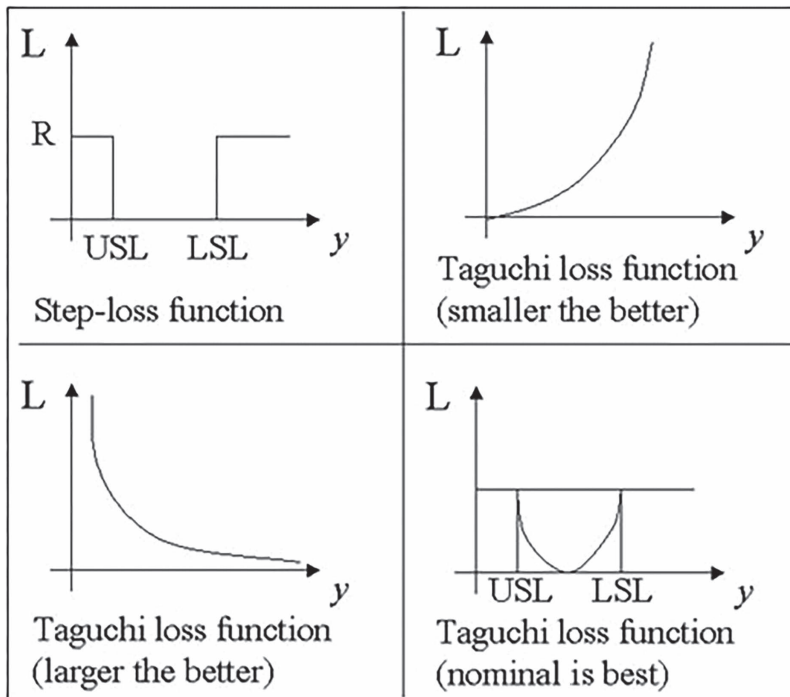 L
R
USL LSL y
Step-loss function
L
y
Taguchi loss function
(smaller the better)
L
y
Taguchi loss function
(larger the better)
L
USL LSL y
Taguchi loss function
(nominal is best)